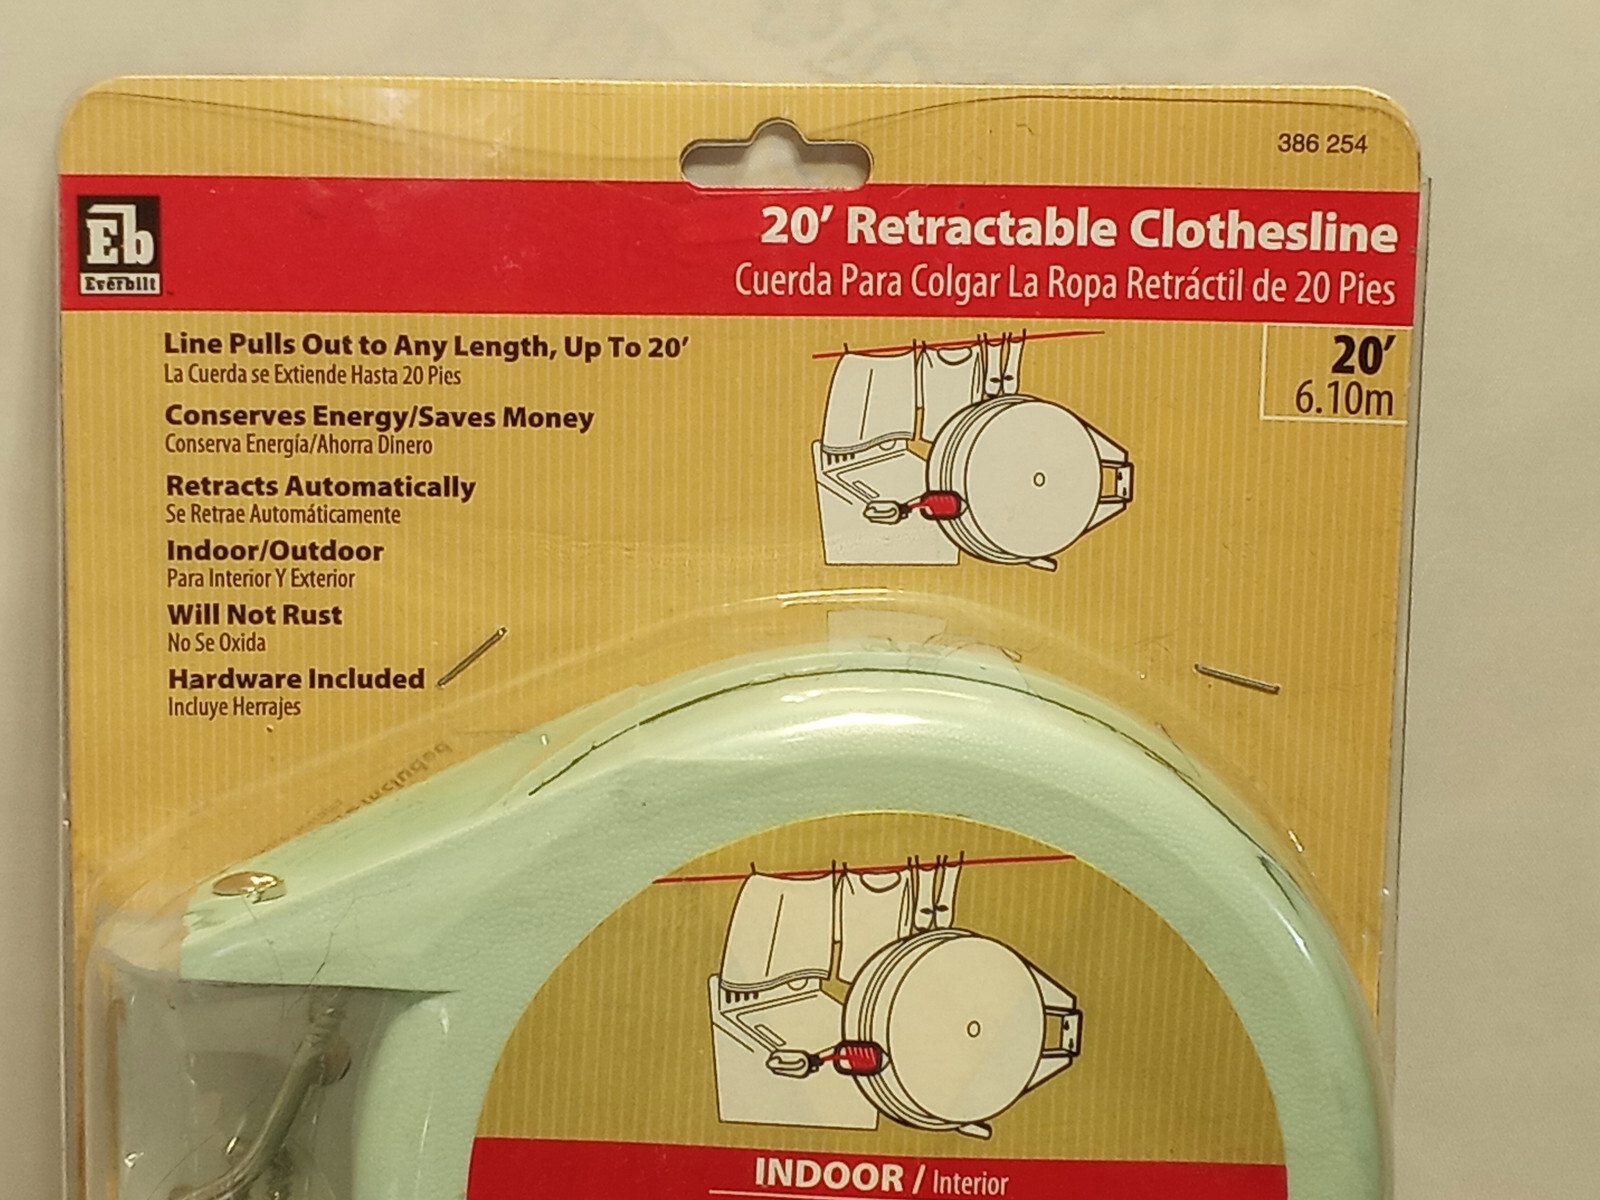 386 254
Eb
Everbilt
20′ Retractable Clothesline
Cuerda Para Colgar La Ropa Retráctil de 20 Pies
Line Pulls Out to Any Length, Up To 20′
La Cuerda se Extiende Hasta 20 Pies
Conserves Energy/Saves Money
Conserva Energía/Ahorra Dinero
Retracts Automatically
Se Retrae Automáticamente
Indoor/Outdoor
Para Interior Y Exterior
Will Not Rust
No Se Oxida
Hardware Included
Incluye Herrajes
20′
6.10m
INDOOR / Interior